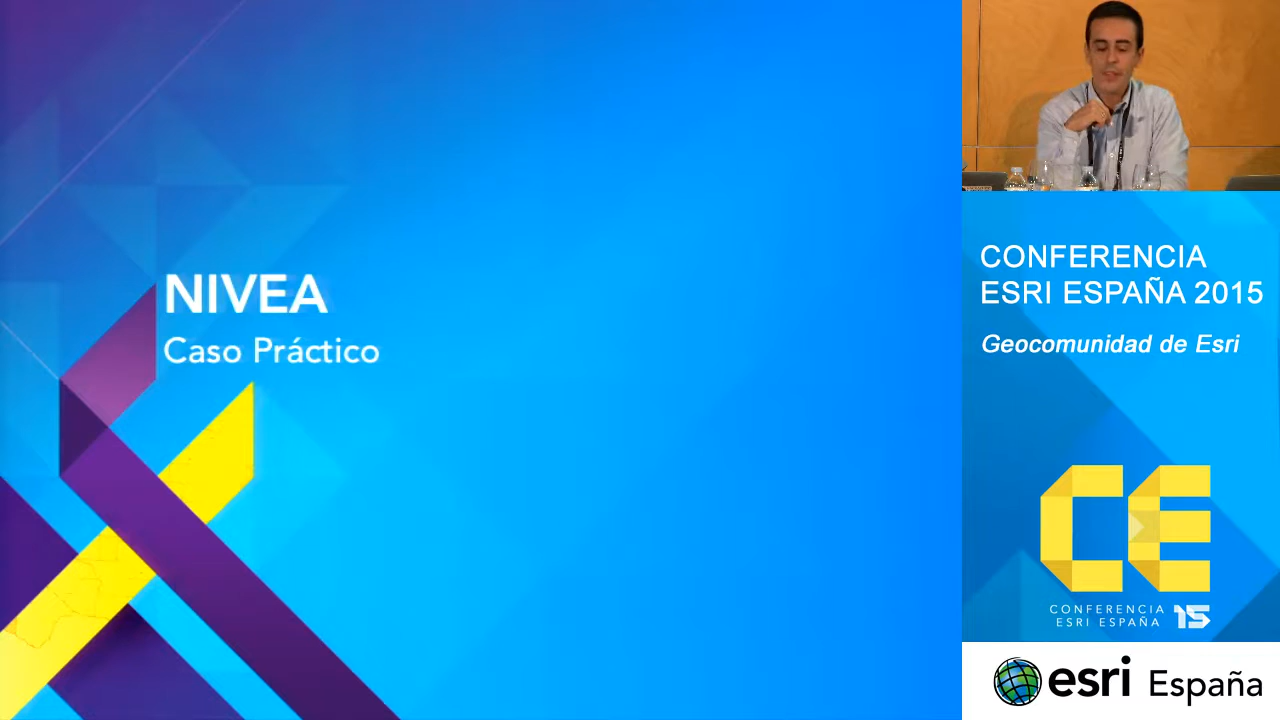 NIVEA
Caso Práctico
CONFERENCIA
ESRI ESPAÑA 2015
Geocomunidad de Esri
CE
CONFERENCIA
ESRI ESPAÑA 15
esri España